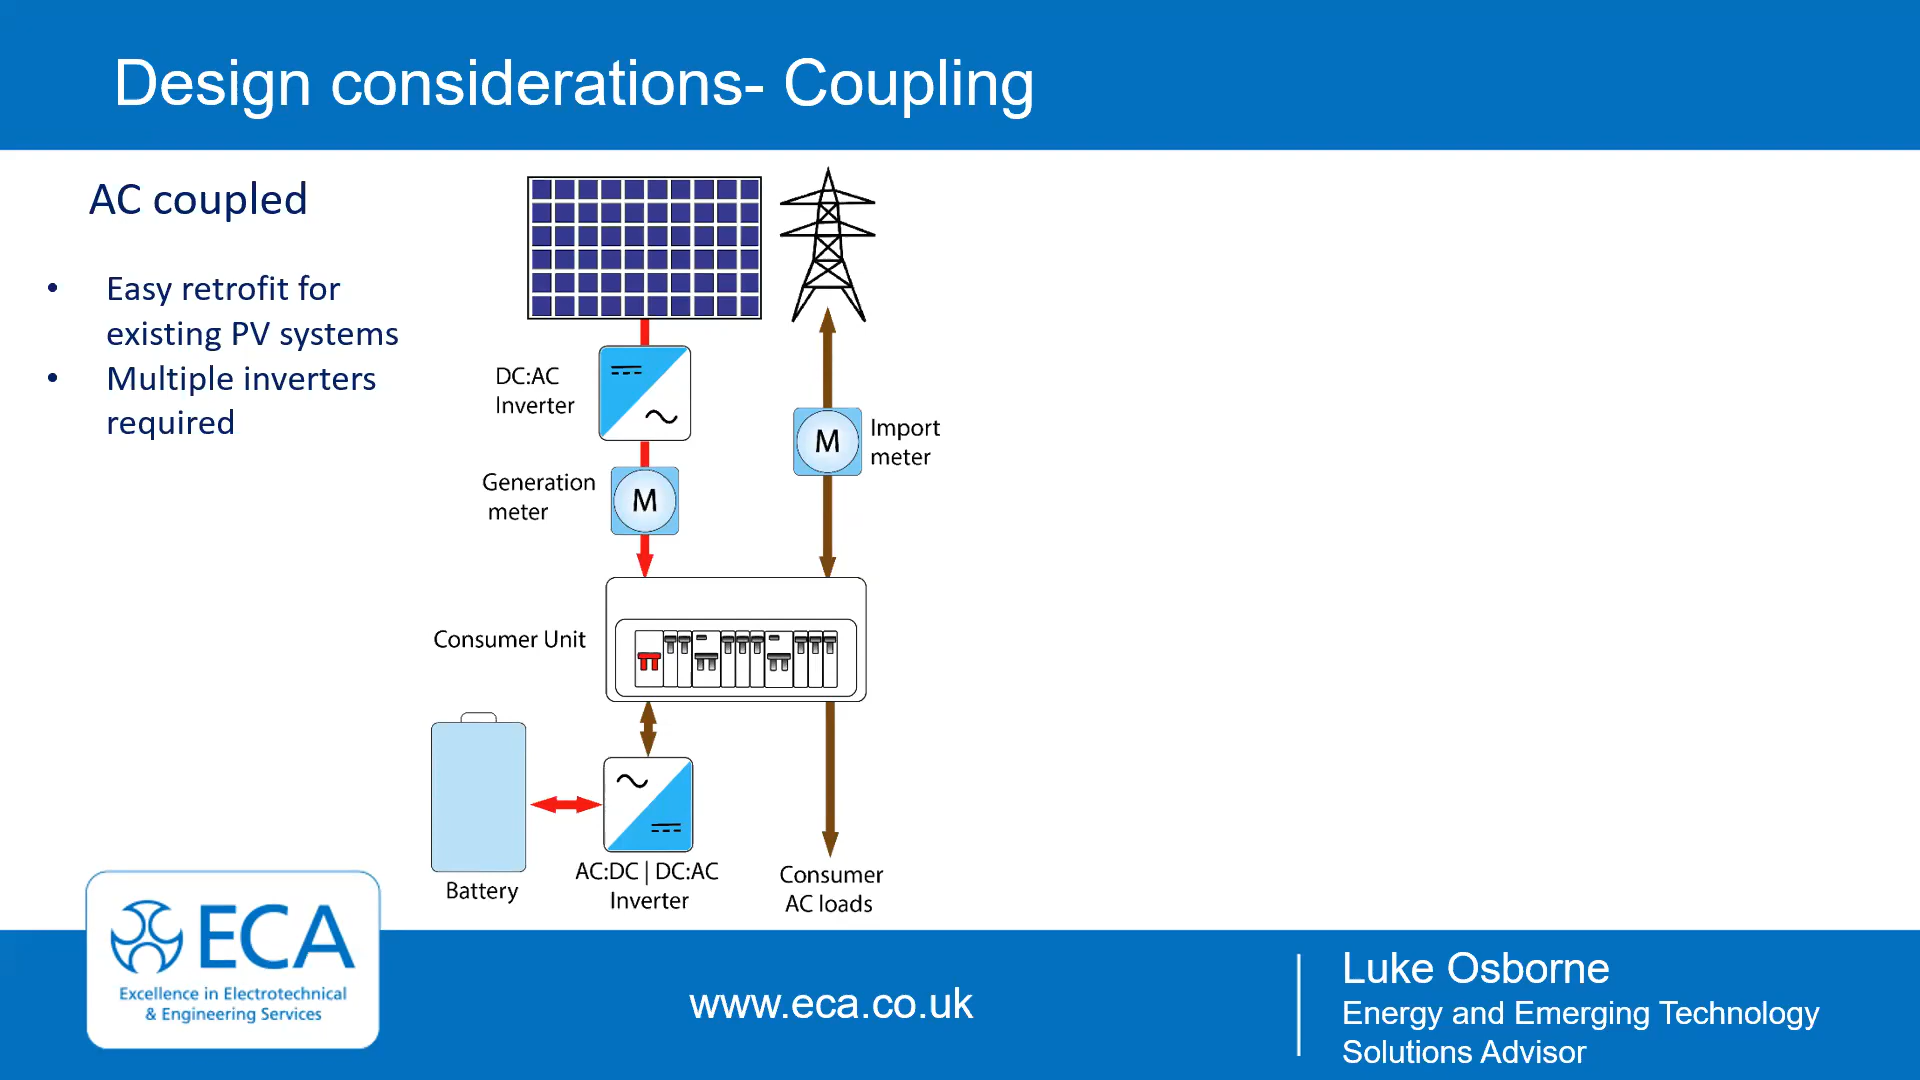 Design considerations- Coupling
AC coupled
• Easy retrofit for
existing PV systems
• Multiple inverters
required
DC:AC
Inverter
Generation
meter
M
M
Import
meter
Consumer Unit
Battery
AC:DC | DC:AC
Inverter
Consumer
AC loads
ECA
Excellence in Electrotechnical
& Engineering Services
www.eca.co.uk
Luke Osborne
Energy and Emerging Technology
Solutions Advisor